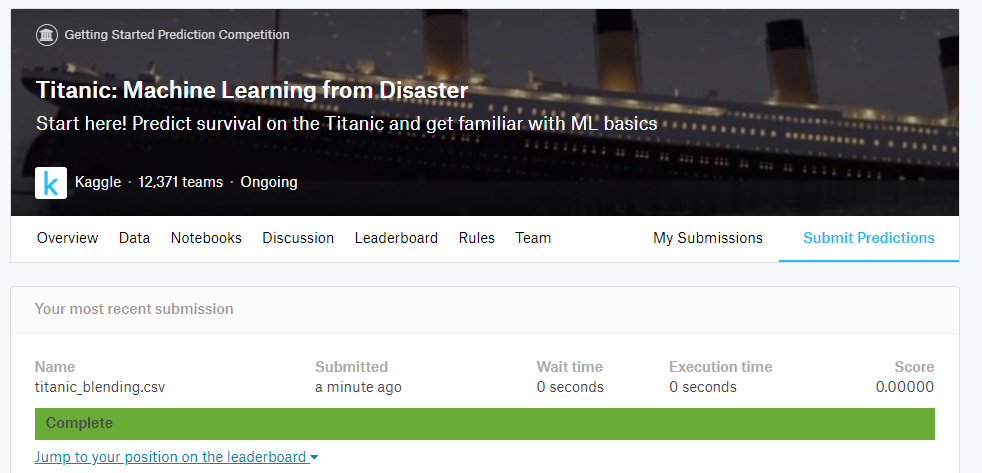 Getting Started Prediction Competition
Titanic: Machine Learning from Disaster
Start here! Predict survival on the Titanic and get familiar with ML basics
k Kaggle · 12,371 teams · Ongoing
Overview Data Notebooks Discussion Leaderboard Rules Team My Submissions Submit Predictions
Your most recent submission
Name Submitted Wait time Execution time Score
titanic_blending.csv a minute ago 0 seconds 0 seconds 0.00000
Complete
Jump to your position on the leaderboard